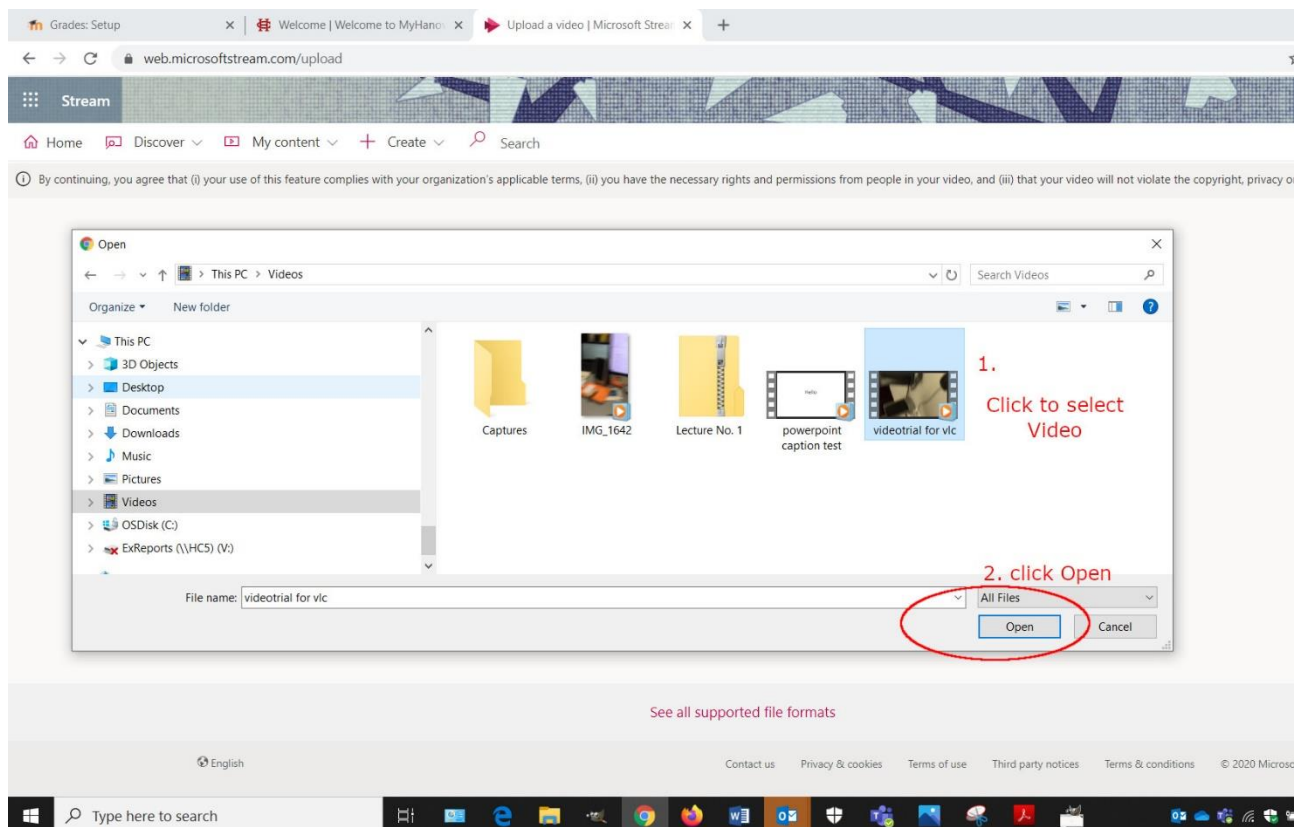 Grades: Setup
Welcome | Welcome to MyHanov
Upload a video | Microsoft Strea
web.microsoftstream.com/upload
Stream
Home Discover My content Create Search
By continuing, you agree that (i) your use of this feature complies with your organization's applicable terms, (ii) you have the necessary rights and permissions from people in your video, and (iii) that your video will not violate the copyright, privacy o
Open
This PC > Videos
Search Videos
Organize New folder
This PC
3D Objects
Desktop
Documents
Downloads
Music
Pictures
Videos
OSDisk (C:)
ExReports (\\HC5) (V:)
Hello
Captures
IMG_1642
Lecture No. 1
powerpoint
caption test
videotrial for vlc
1.
Click to select
Video
2. click Open
File name: videotrial for vlc
All Files
Open Cancel
See all supported file formats
English
Contact us Privacy & cookies Terms of use Third party notices Terms & conditions © 2020 Microso
Type here to search